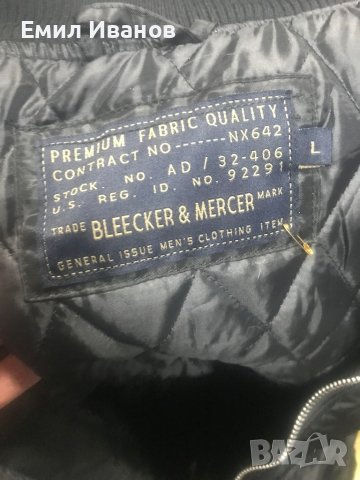 Емил Иванов
PREMIUM FABRIC QUALITY
CONTRACT NO------NX642
STOCK. NO. AD / 32-406
U.S. REG. ID. NO. 92291
TRADE BLEECKER & MERCER MARK
GENERAL ISSUE MEN'S CLOTHING ITEM
L
BAZAR